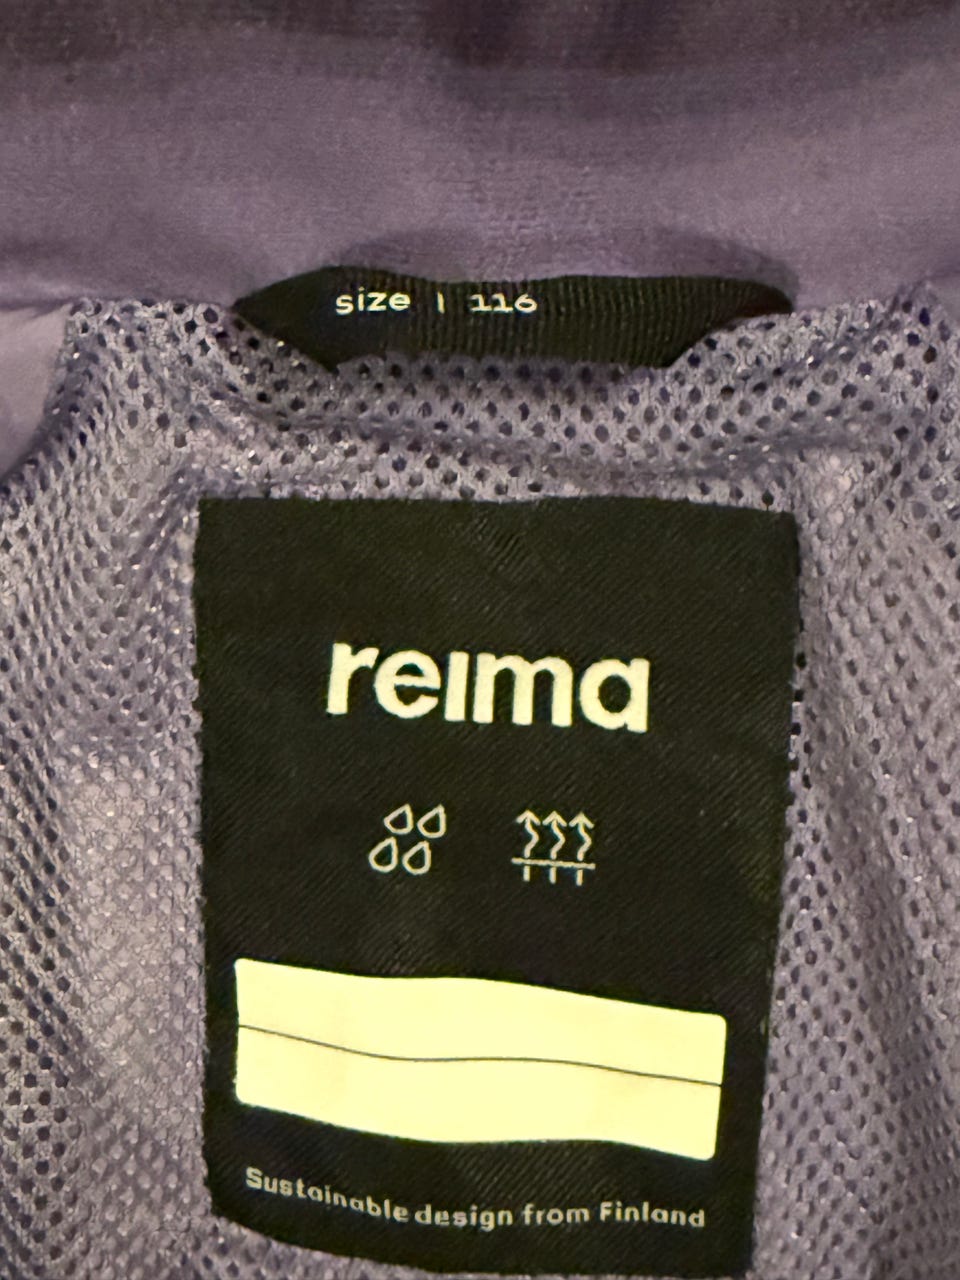 size | 116
reima
Sustainable design from Finland